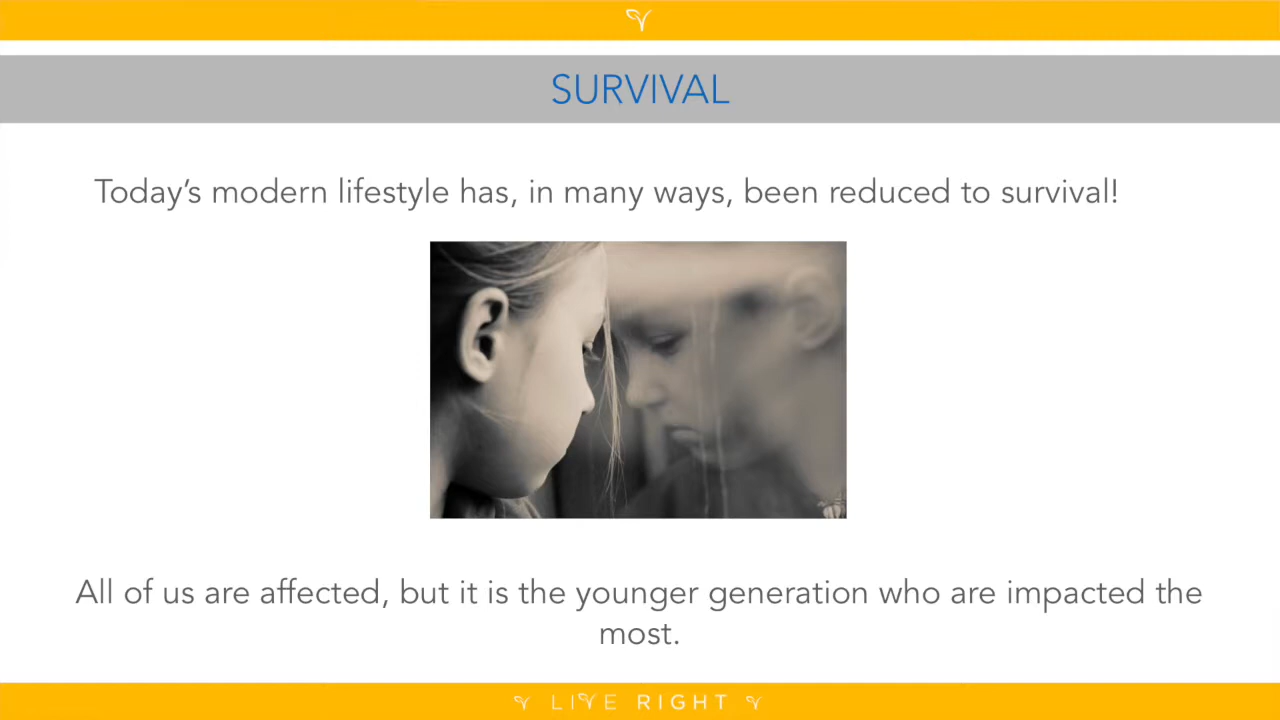 SURVIVAL
Today’s modern lifestyle has, in many ways, been reduced to survival!
All of us are affected, but it is the younger generation who are impacted the
most.
LIVE RIGHT